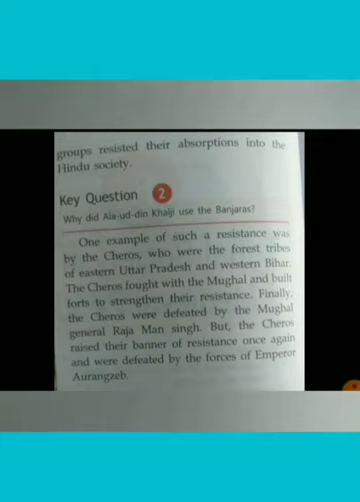 groups resisted their absorptions into the
Hindu society.
Key Question 2
Why did Ala-ud-din Khalji use the Banjaras?
One example of such a resistance was
by the Cheros, who were the forest tribes
of eastern Uttar Pradesh and western Bihar.
The Cheros fought with the Mughal and built
forts to strengthen their resistance. Finally,
the Cheros were defeated by the Mughal
general Raja Man singh. But, the Cheros
raised their banner of resistance once again
and were defeated by the forces of Emperor
Aurangzeb.